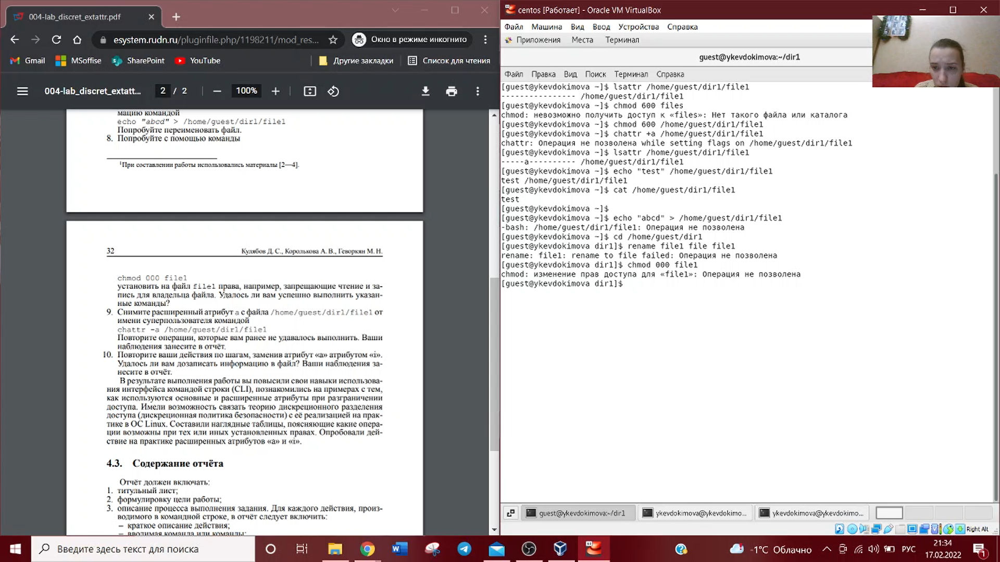 004-lab_discret_extattr.pdf
esystem.rudn.ru/pluginfile.php/1198211/mod_res...
Окно в режиме инкогнито
Gmail
MSoffise
SharePoint
YouTube
Другие закладки
Список для чтения
004-lab_discret_extatt...
2 / 2
100%
мацию командой
echo "abcd" > /home/guest/dir1/file1
Попробуйте переименовать файл.
8. Попробуйте с помощью команды
1При составлении работы использовались материалы [2—4].
32 Кулябов Д. С., Королькова А. В., Геворкян М. Н.
chmod 000 file1
установить на файл file1 права, например, запрещающие чтение и за-
пись для владельца файла. Удалось ли вам успешно выполнить указан-
ные команды?
9. Снимите расширенный атрибут a с файла /home/guest/dir1/file1 от
имени суперпользователя командой
chattr -a /home/guest/dir1/file1
Повторите операции, которые вам ранее не удавалось выполнить. Ваши
наблюдения занесите в отчёт.
10. Повторите ваши действия по шагам, заменив атрибут «a» атрибутом «i».
Удалось ли вам дозаписать информацию в файл? Ваши наблюдения за-
несите в отчёт.
В результате выполнения работы вы повысили свои навыки использова-
ния интерфейса командой строки (CLI), познакомились на примерах с тем,
как используются основные и расширенные атрибуты при разграничении
доступа. Имели возможность связать теорию дискреционного разделения
доступа (дискреционная политика безопасности) с её реализацией на прак-
тике в ОС Linux. Составили наглядные таблицы, поясняющие какие опера-
ции возможны при тех или иных установленных правах. Опробовали дей-
ствие на практике расширенных атрибутов «a» и «i».
4.3. Содержание отчёта
Отчёт должен включать:
1. титульный лист;
2. формулировку цели работы;
3. описание процесса выполнения задания. Для каждого действия, произ-
водимого в командной строке, в отчёт следует включить:
– краткое описание действия;
– вводимая команда или команды;
centos [Работает] - Oracle VM VirtualBox
Файл Машина Вид Ввод Устройства Справка
Приложения Места Терминал
guest@ykevdokimova:~/dir1
Файл Правка Вид Поиск Терминал Справка
[guest@ykevdokimova ~]$ lsattr /home/guest/dir1/file1
---------------- /home/guest/dir1/file1
[guest@ykevdokimova ~]$ chmod 600 files
chmod: невозможно получить доступ к «files»: Нет такого файла или каталога
[guest@ykevdokimova ~]$ chmod 600 /home/guest/dir1/file1
[guest@ykevdokimova ~]$ chattr +a /home/guest/dir1/file1
chattr: Операция не позволена while setting flags on /home/guest/dir1/file1
[guest@ykevdokimova ~]$ lsattr /home/guest/dir1/file1
-----a---------- /home/guest/dir1/file1
[guest@ykevdokimova ~]$ echo "test" /home/guest/dir1/file1
test /home/guest/dir1/file1
[guest@ykevdokimova ~]$ cat /home/guest/dir1/file1
test
[guest@ykevdokimova ~]$
[guest@ykevdokimova ~]$ echo "abcd" > /home/guest/dir1/file1
-bash: /home/guest/dir1/file1: Операция не позволена
[guest@ykevdokimova ~]$ cd /home/guest/dir1
[guest@ykevdokimova dir1]$ rename file1 file file1
rename: file1: rename to file failed: Операция не позволена
[guest@ykevdokimova dir1]$ chmod 000 file1
chmod: изменение прав доступа для «file1»: Операция не позволена
[guest@ykevdokimova dir1]$
guest@ykevdokimova:~/dir1
ykevdokimova@ykevdokimo...
ykevdokimova@ykevdokimo...
Right Alt
Введите здесь текст для поиска
-1°C Облачно
РУС
21:34
17.02.2022
1